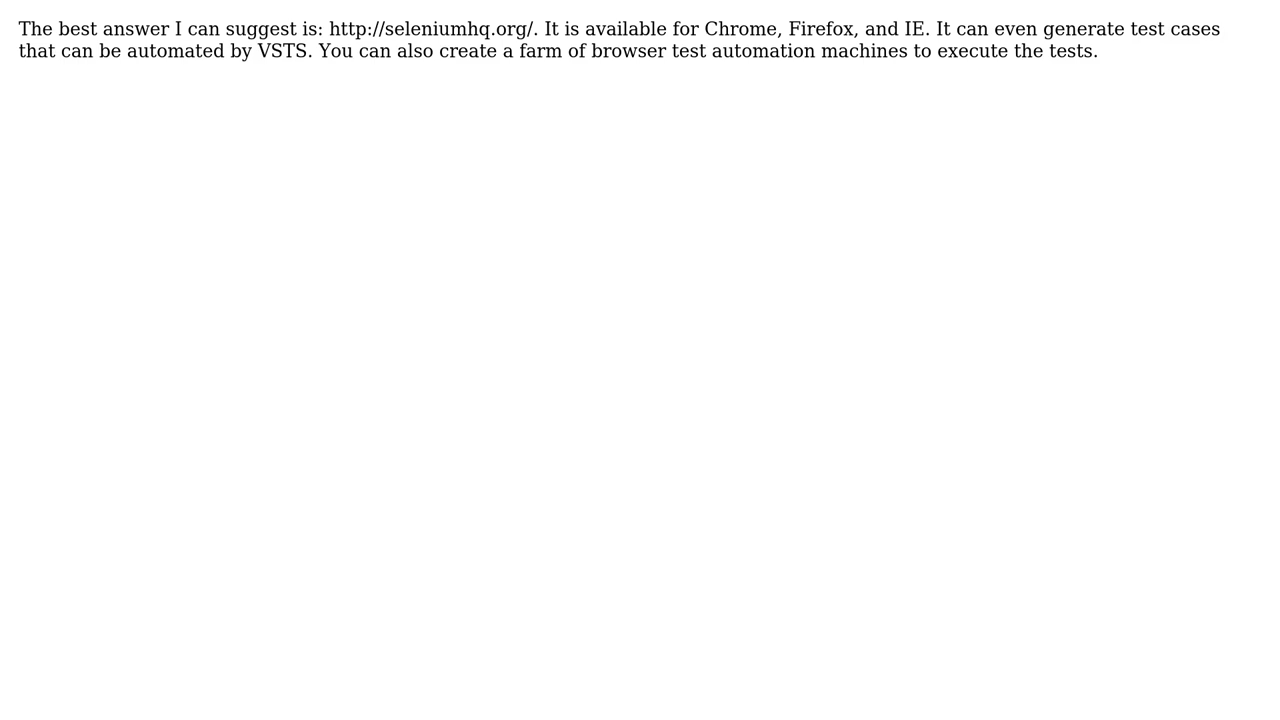 The best answer I can suggest is: http://seleniumhq.org/. It is available for Chrome, Firefox, and IE. It can even generate test cases
that can be automated by VSTS. You can also create a farm of browser test automation machines to execute the tests.